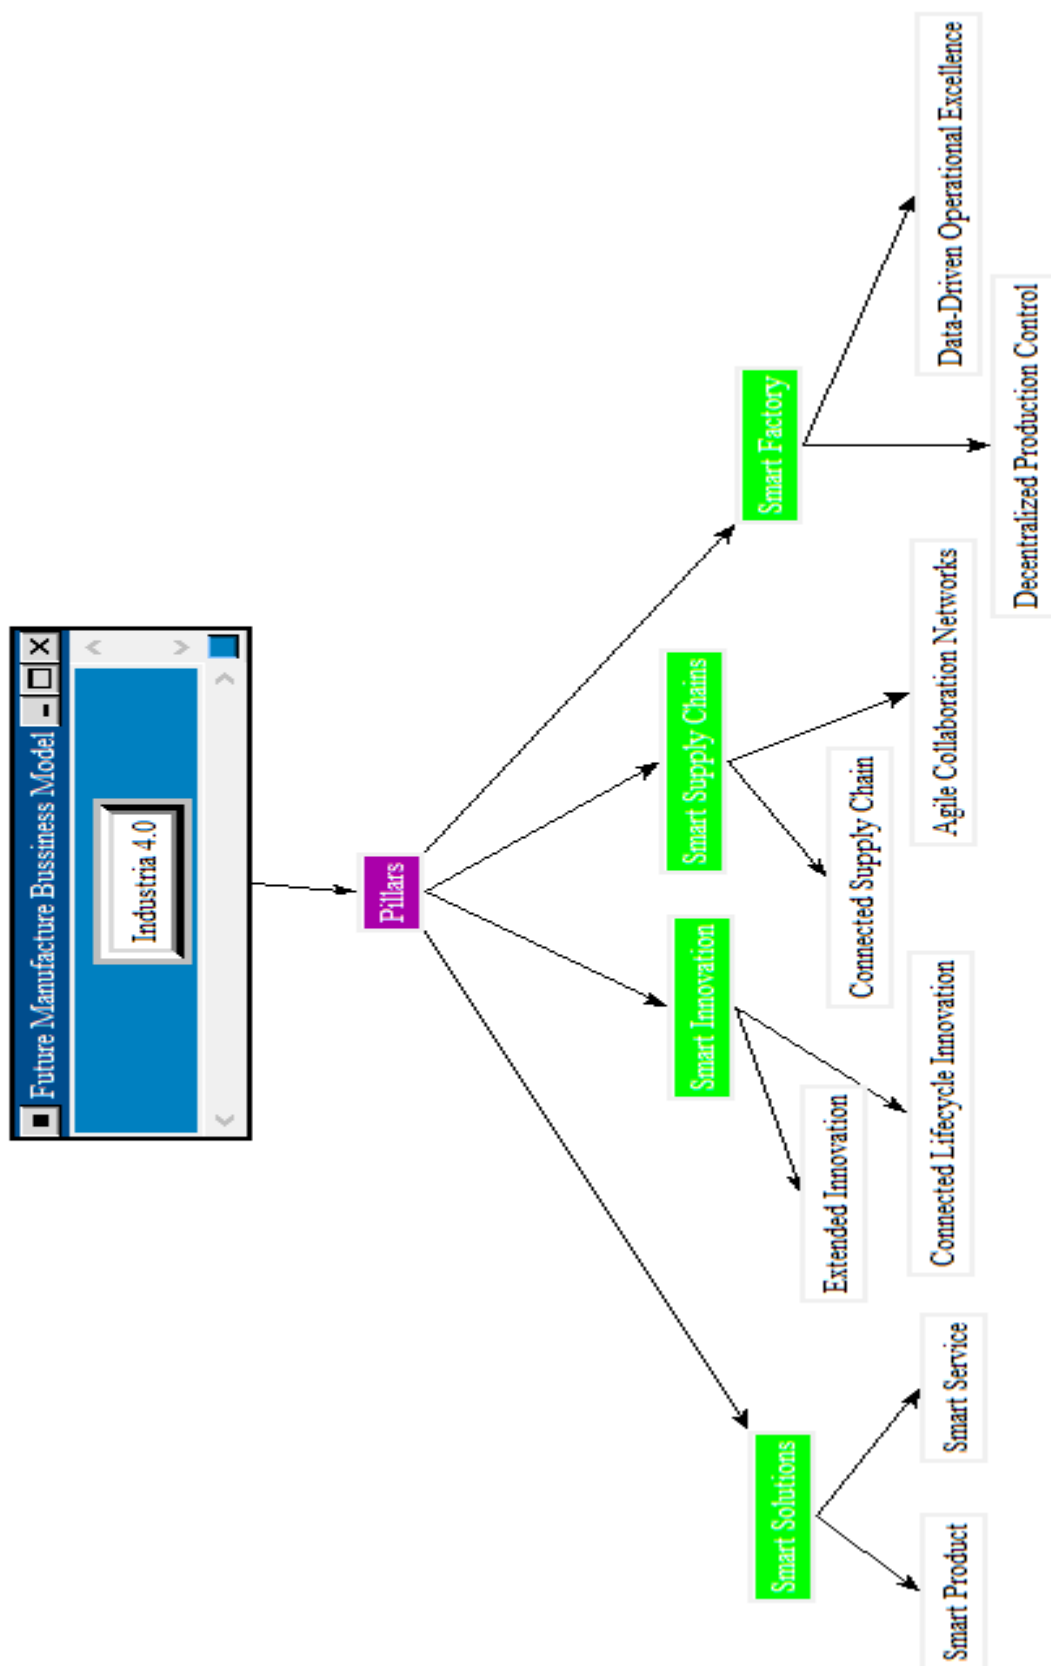 Future Manufacture Bussiness Model
Industria 4.0
Pillars
Smart Solutions
Smart Innovation
Smart Supply Chains
Smart Factory
Smart Product
Smart Service
Extended Innovation
Connected Lifecycle Innovation
Connected Supply Chain
Agile Collaboration Networks
Decentralized Production Control
Data-Driven Operational Excellence